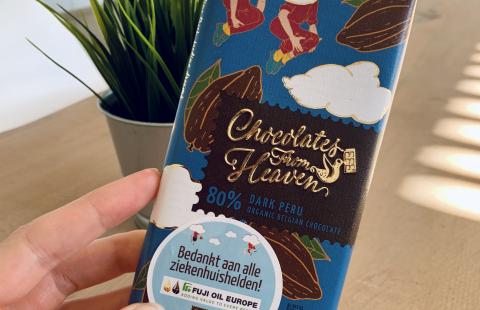 Chocolates
From
Heaven
80% DARK PERU
ORGANIC BELGIAN CHOCOLATE
Bedankt aan alle
ziekenhuishelden!
FUJI OIL EUROPE